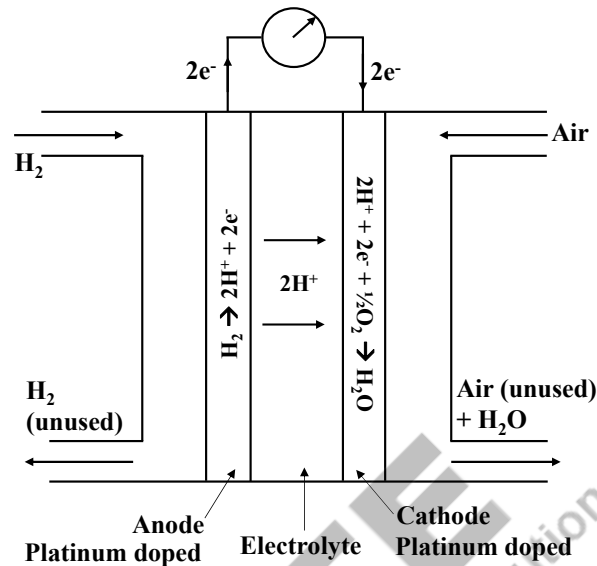 2e⁻ 2e⁻
H₂
Air
H₂ → 2H⁺ + 2e⁻
2H⁺
2H⁺ + 2e⁻ + ½O₂ → H₂O
H₂
(unused)
Air (unused)
+ H₂O
Anode
Platinum doped
Electrolyte
Cathode
Platinum doped